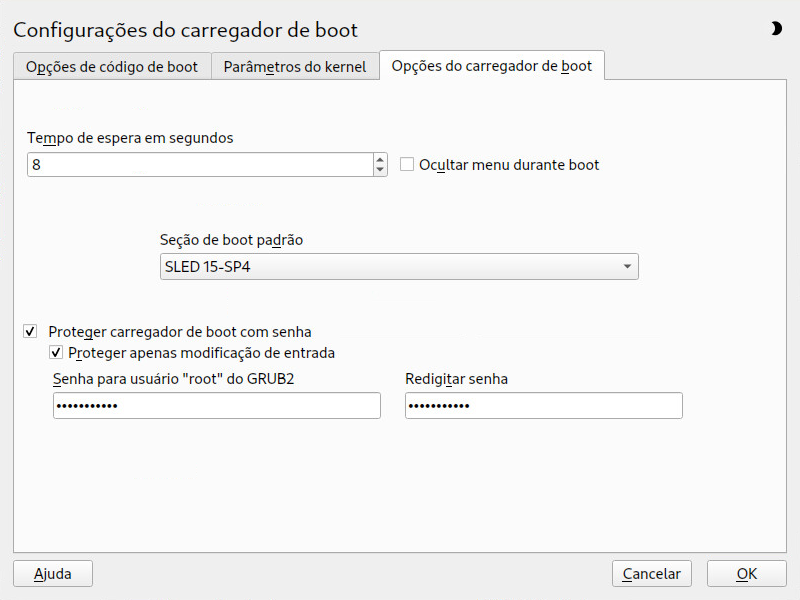 Configurações do carregador de boot
Opções de código de boot
Parâmetros do kernel
Opções do carregador de boot
Tempo de espera em segundos
8
Ocultar menu durante boot
Seção de boot padrão
SLED 15-SP4
Proteger carregador de boot com senha
Proteger apenas modificação de entrada
Senha para usuário "root" do GRUB2
Redigitar senha
•••••••••••
•••••••••••
Ajuda
Cancelar
OK